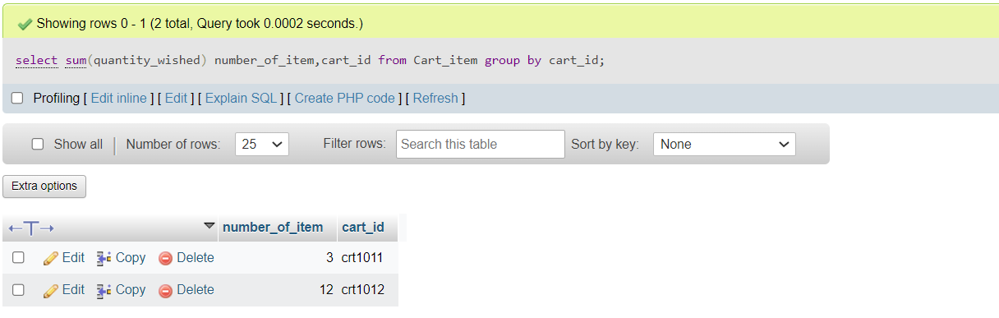 Showing rows 0 - 1 (2 total, Query took 0.0002 seconds.)
select sum(quantity_wished) number_of_item,cart_id from Cart_item group by cart_id;
Profiling [ Edit inline ] [ Edit ] [ Explain SQL ] [ Create PHP code ] [ Refresh ]
Show all Number of rows: 25 Filter rows: Search this table Sort by key: None
Extra options
←T→ number_of_item cart_id
Edit Copy Delete 3 crt1011
Edit Copy Delete 12 crt1012